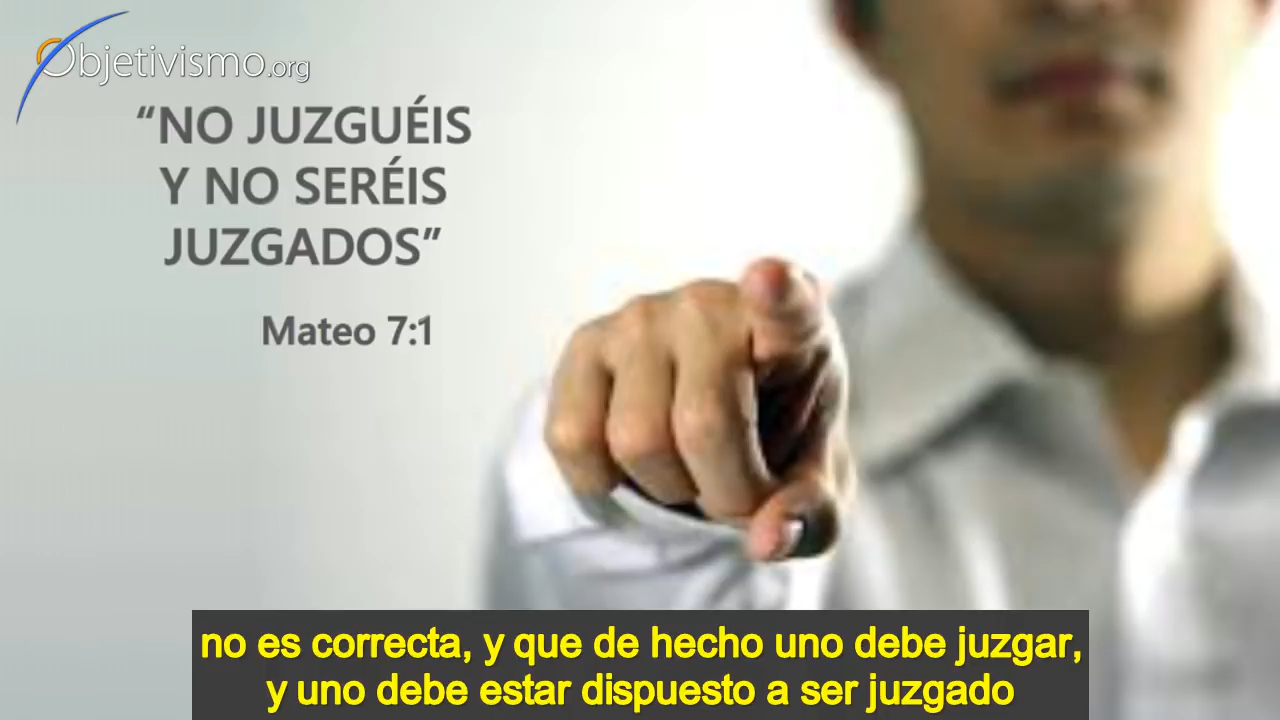 Objetivismo.org
“NO JUZGUÉIS
Y NO SERÉIS
JUZGADOS”
Mateo 7:1
no es correcta, y que de hecho uno debe juzgar,
y uno debe estar dispuesto a ser juzgado